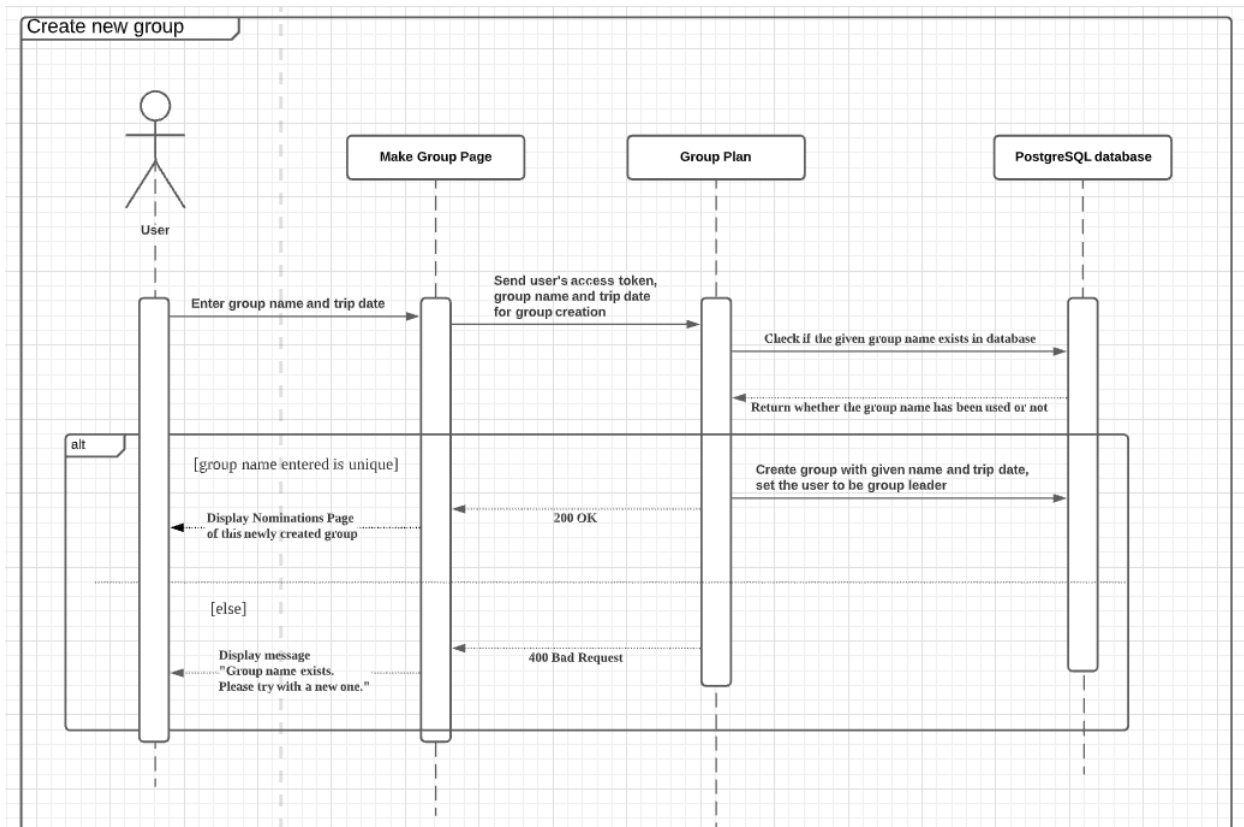 Create new group
Make Group Page
Group Plan
PostgreSQL database
User
Enter group name and trip date
Send user's access token,
group name and trip date
for group creation
Check if the given group name exists in database
Return whether the group name has been used or not
alt
[group name entered is unique]
Create group with given name and trip date,
set the user to be group leader
200 OK
Display Nominations Page
of this newly created group
[else]
400 Bad Request
Display message
"Group name exists.
Please try with a new one."